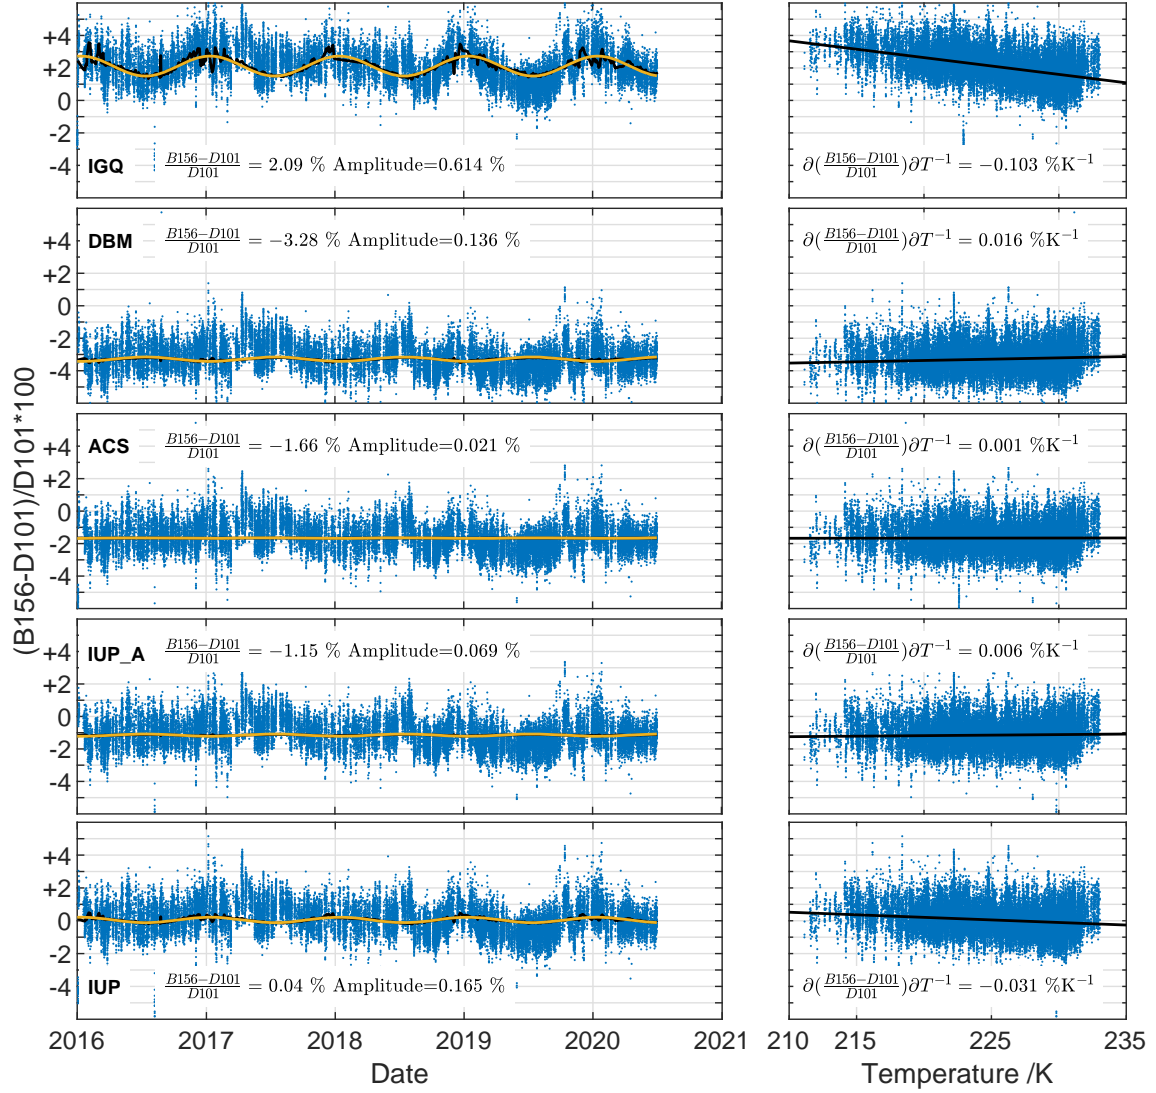 (B156-D101)/D101*100
+4
+2
0
-2
-4
IGQ B156−D101/D101 = 2.09 % Amplitude=0.614 %
∂(B156−D101/D101)∂T⁻¹ = −0.103 %K⁻¹
+4
+2
0
-2
-4
DBM B156−D101/D101 = −3.28 % Amplitude=0.136 %
∂(B156−D101/D101)∂T⁻¹ = 0.016 %K⁻¹
+4
+2
0
-2
-4
ACS B156−D101/D101 = −1.66 % Amplitude=0.021 %
∂(B156−D101/D101)∂T⁻¹ = 0.001 %K⁻¹
+4
+2
0
-2
-4
IUP_A B156−D101/D101 = −1.15 % Amplitude=0.069 %
∂(B156−D101/D101)∂T⁻¹ = 0.006 %K⁻¹
+4
+2
0
-2
-4
IUP B156−D101/D101 = 0.04 % Amplitude=0.165 %
∂(B156−D101/D101)∂T⁻¹ = −0.031 %K⁻¹
2016 2017 2018 2019 2020 2021
210 215 225 235
Date
Temperature /K